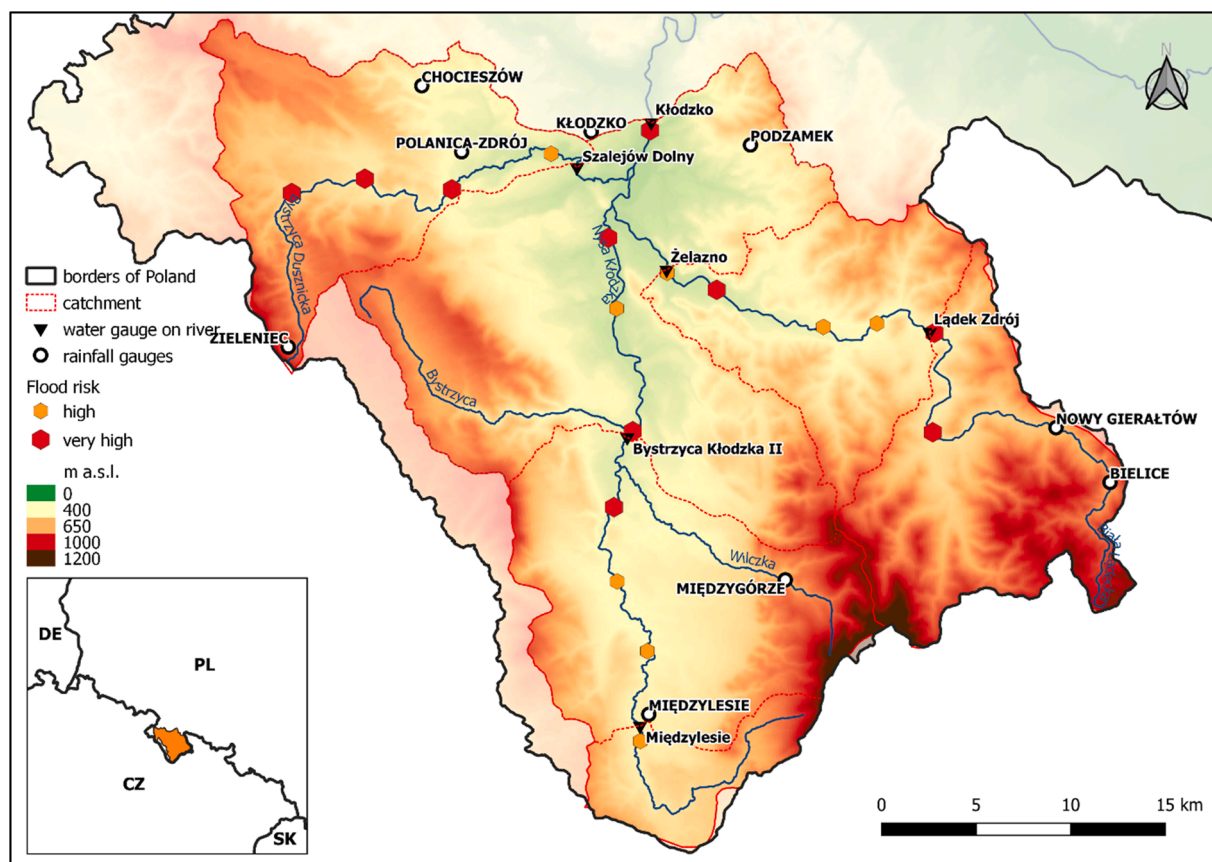 N
CHOCIESZÓW
KŁODZKO
Kłódzko
POLANICA-ZDRÓJ
PODZAMEK
Szalejów Dolny
Bystrzyca Dusznicka
Nysa Kłodzka
Żelazno
borders of Poland
catchment
water gauge on river
rainfall gauges
ZIELENIEC
Lądek Zdrój
Flood risk
high
very high
Bystrzyca
NOWY GIERAŁTÓW
Bystrzyca Kłodzka II
BIELICE
m a.s.l.
0
400
650
1000
1200
Biała
Wilczka
MIĘDZYGÓRZE
MIĘDZYLESIE
Międzylesie
DE
PL
CZ
SK
0 5 10 15 km